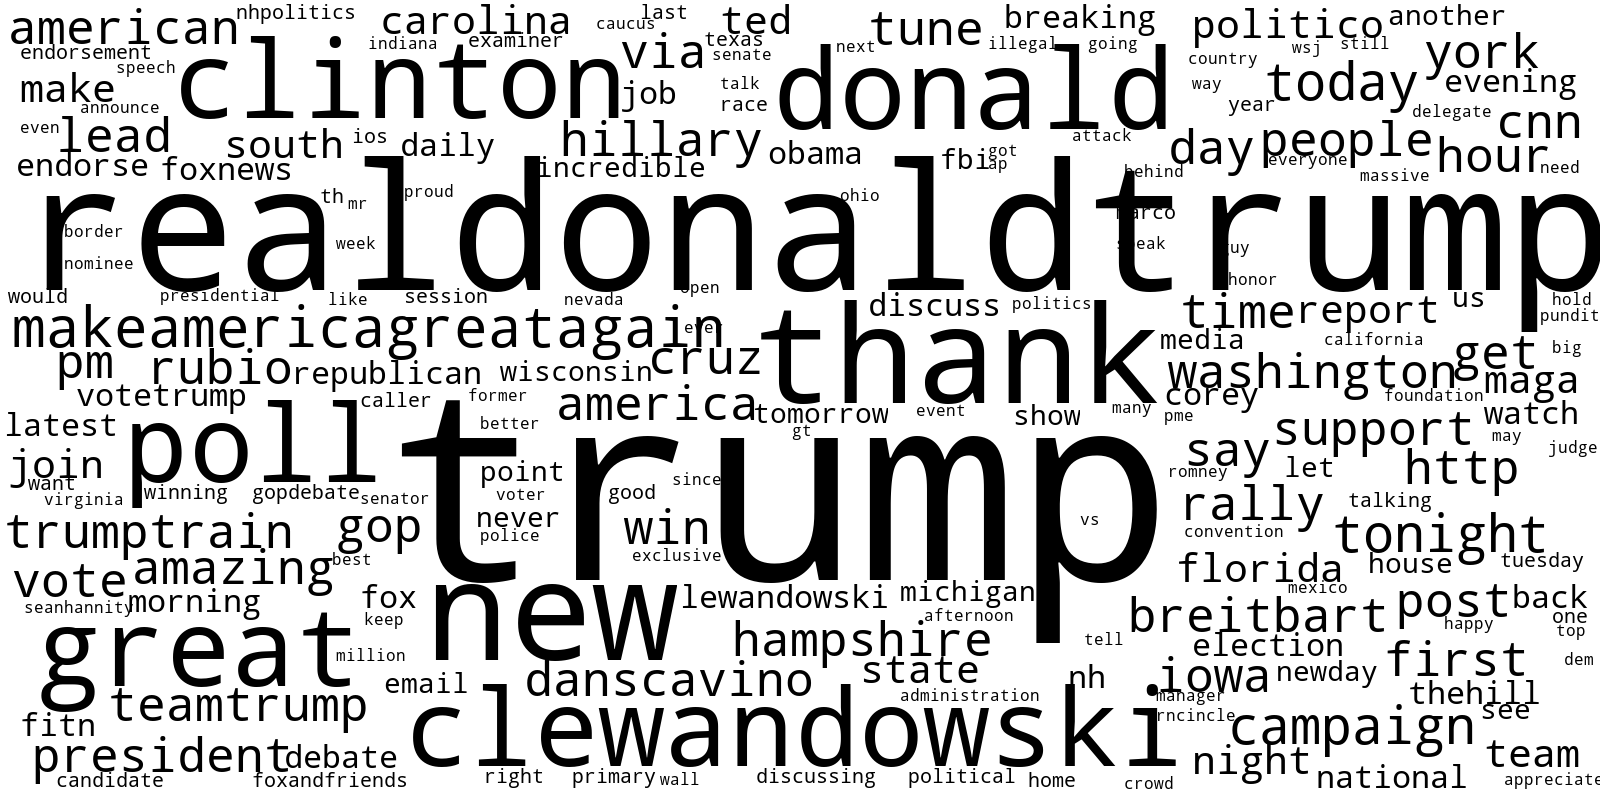 american nhpolitics carolina caucus last ted tune breaking politico another
endorsement indiana examiner via texas senate next illegal going wsj still york
make speech clinton talk donald country today evening
announce job race way year delegate
even lead south ios daily hillary obama attack day people cnn
endorse foxnews incredible fbi got ap behind everyone massive hour need
realdonaldtrump
th mr proud ohio marco
border week speak guy
nominee honor
would presidential like session nevada open discuss politics time report us hold
makeamericagreatagain ever thank media california pundit
pm rubio republican wisconsin cruz washington get big
votetrump caller former america tomorrow event show many corey foundation maga
latest poll better gt pme support watch may judge
join point since say let http
want virginia winning gopdebate senator voter good romney talking
trumptrain gop never win trump vs rally convention tonight
police exclusive
vote amazing best florida house tuesday
seanhannity morning fox new lewandowski michigan mexico post back
keep afternoon breitbart happy one top
great million hampshire tell election first dem
email danscavino state nh iowa newday
teamtrump administration manager thehill
fitn clewandowski rncincle campaign see
president debate night team
candidate foxandfriends right primary wall discussing political home crowd national appreciate